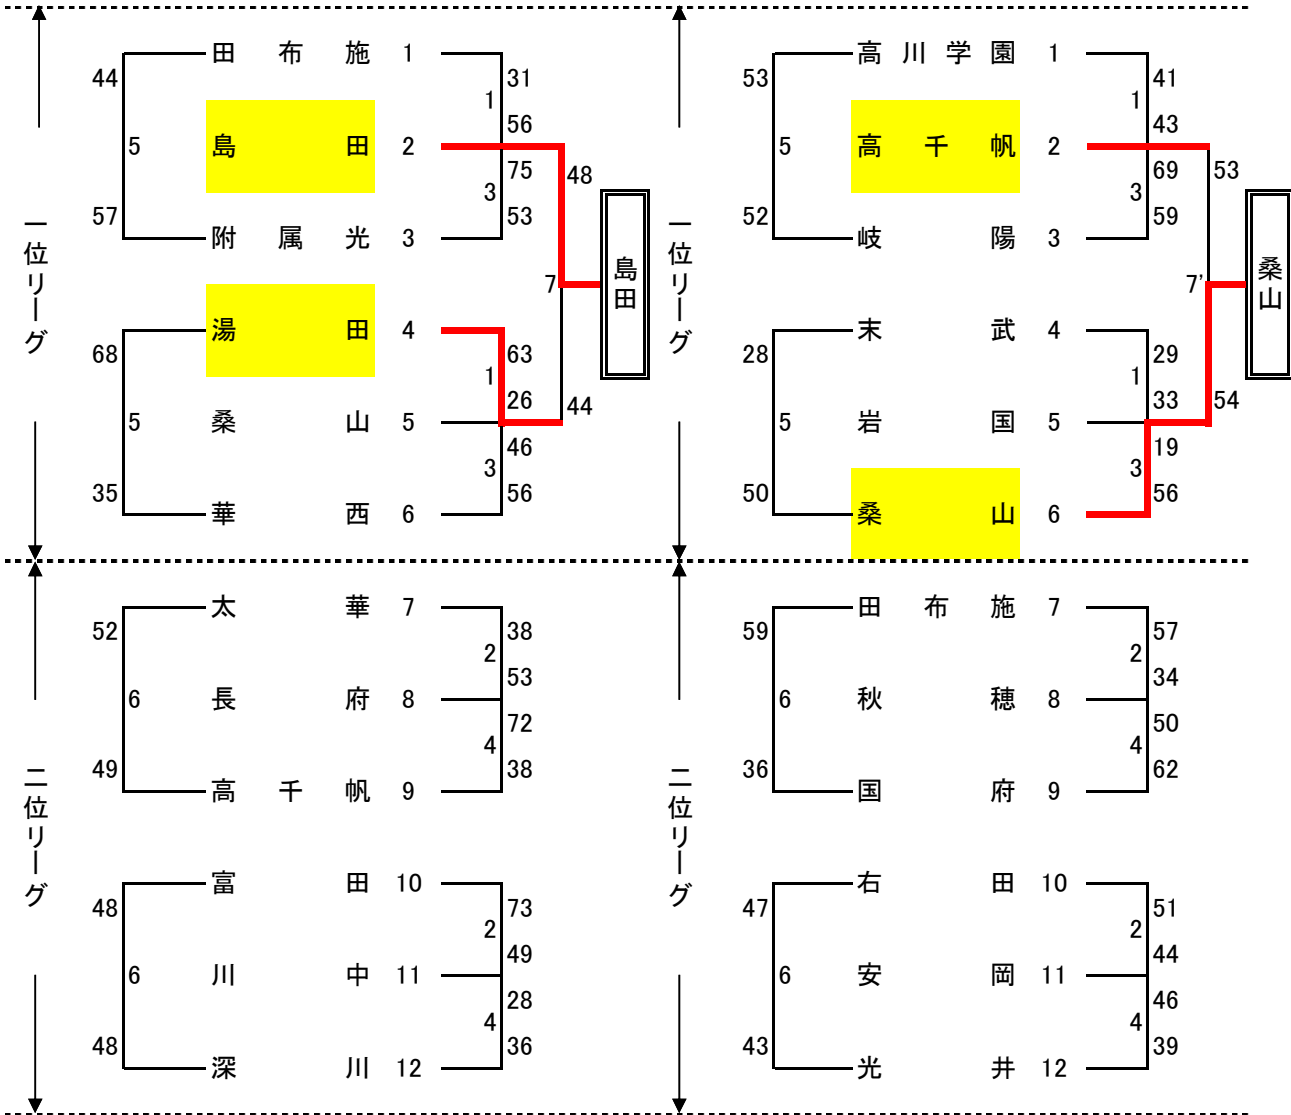 一位リーグ
44
57
5
田布施 1
島田 2
附属光 3
31
1
56
75
3
53
48
68
35
5
湯田 4
桑山 5
華西 6
63
1
26
46
3
56
44
7
島田
二位リーグ
52
49
6
太華 7
長府 8
高千帆 9
38
2
53
72
4
38
48
48
6
富田 10
川中 11
深川 12
73
2
49
28
4
36
一位リーグ
53
52
5
高川学園 1
高千帆 2
岐陽 3
41
1
43
69
3
59
53
28
50
5
末武 4
岩国 5
桑山 6
29
1
33
19
3
56
54
7'
桑山
二位リーグ
59
36
6
田布施 7
秋穂 8
国府 9
57
2
34
50
4
62
47
43
6
右田 10
安岡 11
光井 12
51
2
44
46
4
39